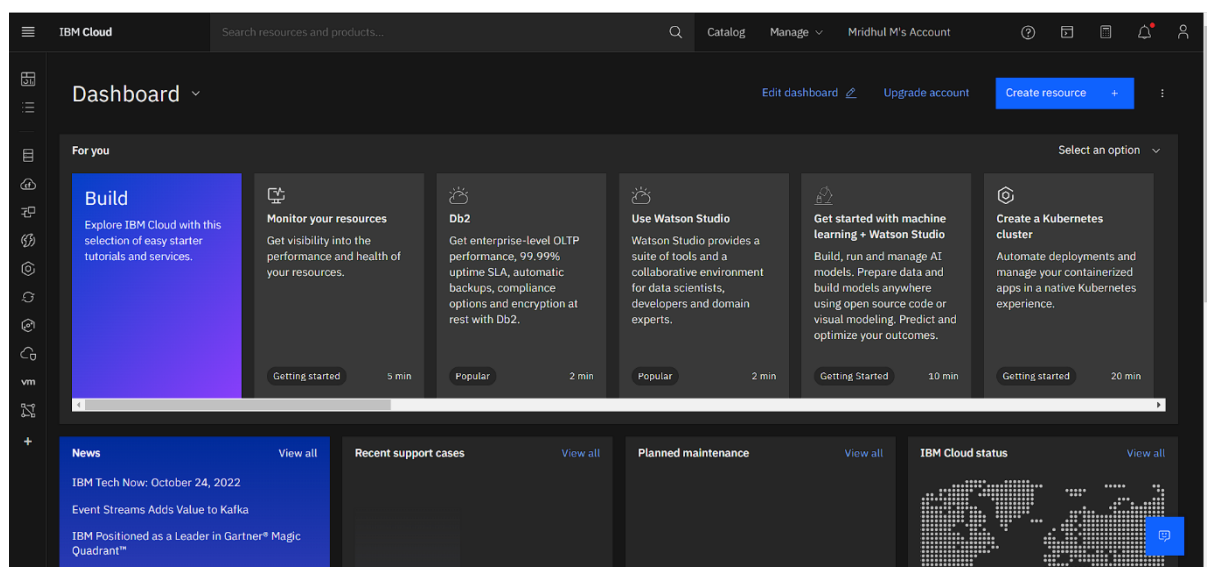 IBM Cloud
Search resources and products...
Catalog
Manage
Mridhul M's Account
Dashboard
Edit dashboard
Upgrade account
Create resource +
For you
Select an option
Build
Explore IBM Cloud with this
selection of easy starter
tutorials and services.
Monitor your resources
Get visibility into the
performance and health of
your resources.
Getting started
5 min
Db2
Get enterprise-level OLTP
performance, 99.99%
uptime SLA, automatic
backups, compliance
options and encryption at
rest with Db2.
Popular
2 min
Use Watson Studio
Watson Studio provides a
suite of tools and a
collaborative environment
for data scientists,
developers and domain
experts.
Popular
2 min
Get started with machine
learning + Watson Studio
Build, run and manage AI
models. Prepare data and
build models anywhere
using open source code or
visual modeling. Predict and
optimize your outcomes.
Getting Started
10 min
Create a Kubernetes
cluster
Automate deployments and
manage your containerized
apps in a native Kubernetes
experience.
Getting started
20 min
vm
News
View all
IBM Tech Now: October 24, 2022
Event Streams Adds Value to Kafka
IBM Positioned as a Leader in Gartner® Magic
Quadrant™
Recent support cases
View all
Planned maintenance
View all
IBM Cloud status
View all